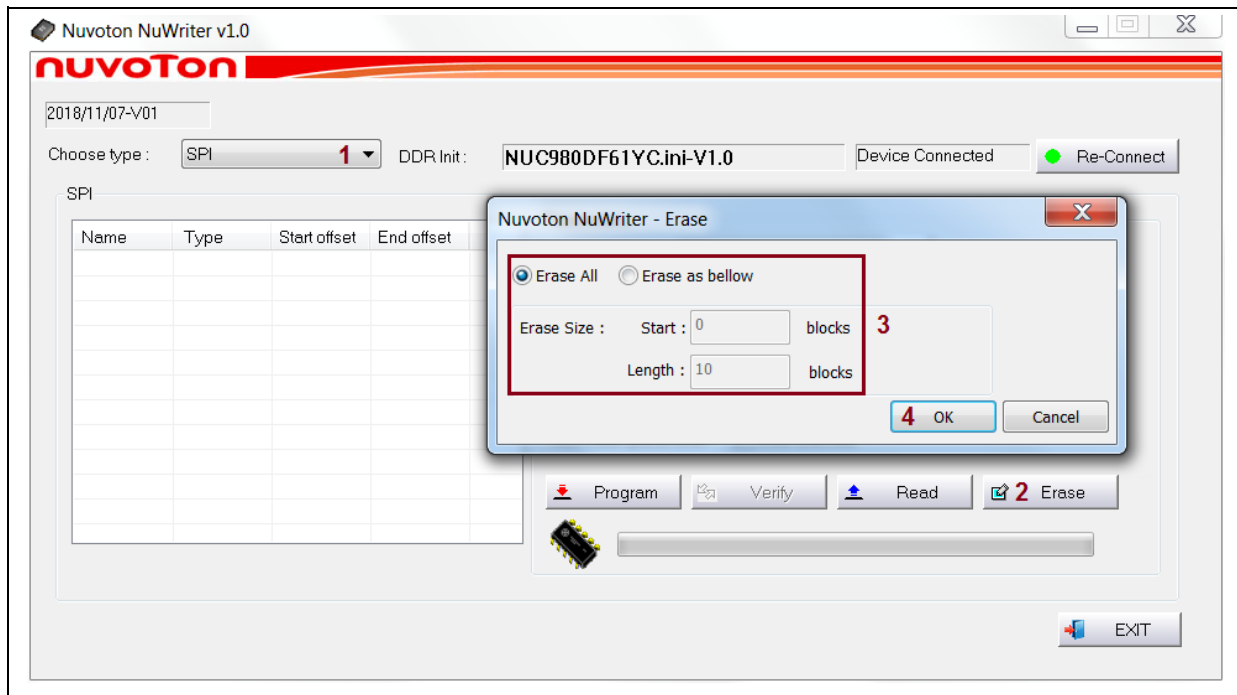 Nuvoton NuWriter v1.0
nuvoTon
2018/11/07-V01
Choose type : SPI 1 DDR Init : NUC980DF61YC.ini-V1.0 Device Connected Re-Connect
SPI
Name Type Start offset End offset
Nuvoton NuWriter - Erase
Erase All Erase as bellow
Erase Size : Start : 0 blocks 3
Length : 10 blocks
4 OK Cancel
Program Verify Read 2 Erase
EXIT